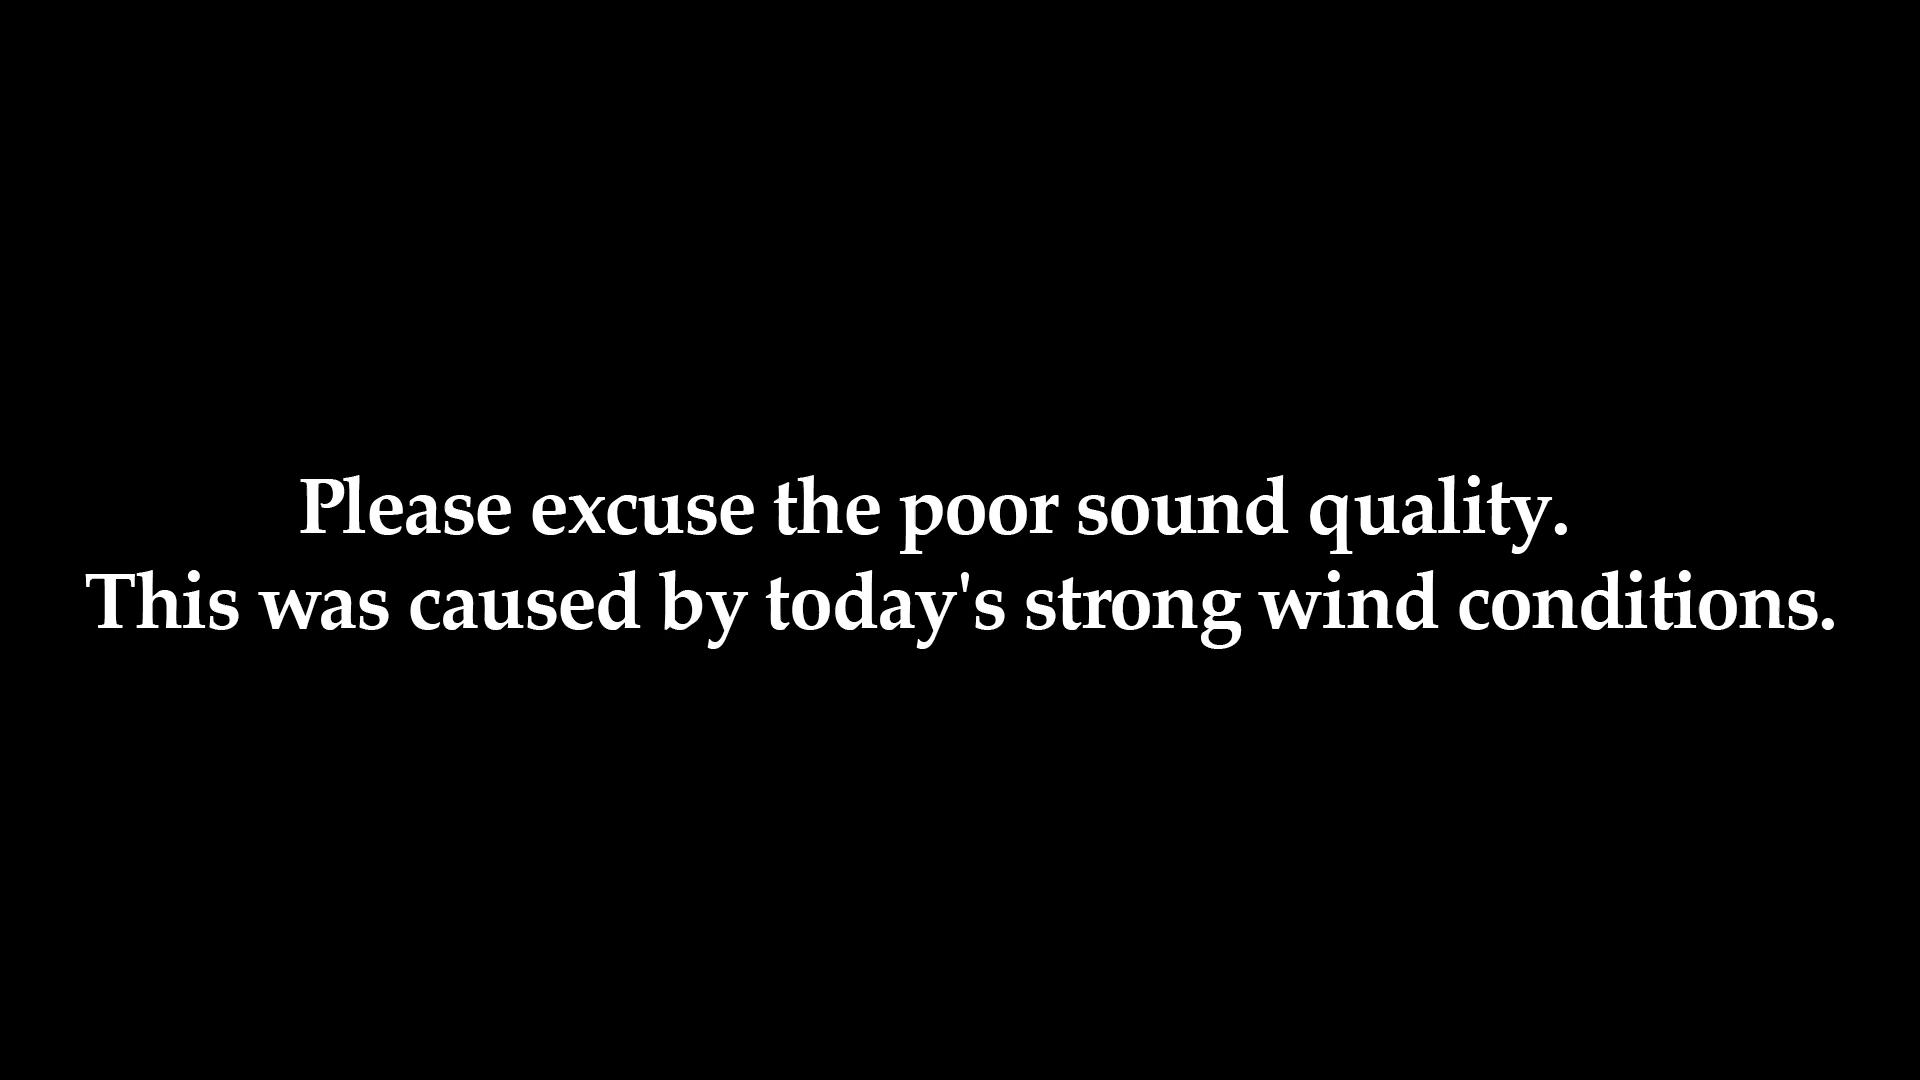 Please excuse the poor sound quality.
This was caused by today's strong wind conditions.